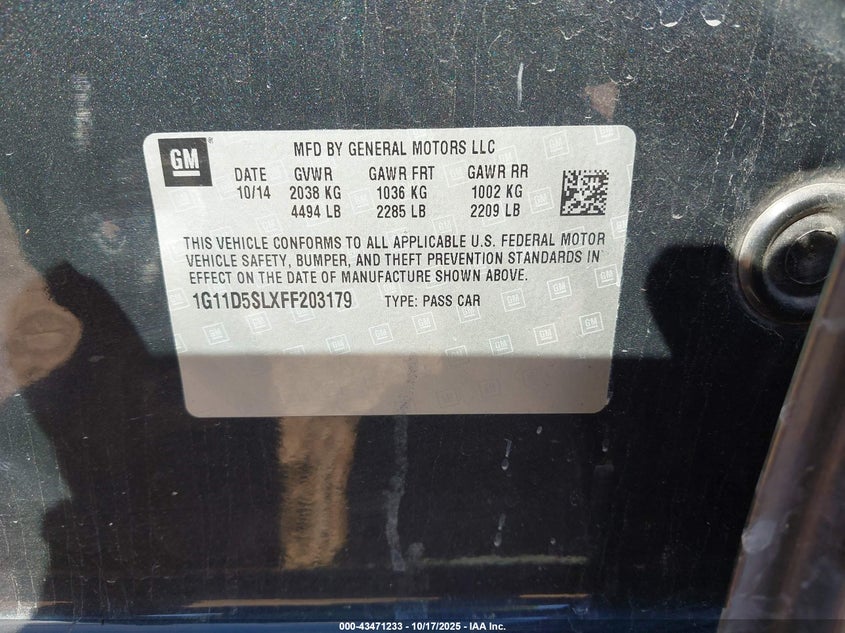 GM
MFD BY GENERAL MOTORS LLC
DATE GVWR GAWR FRT GAWR RR
10/14 2038 KG 1036 KG 1002 KG
4494 LB 2285 LB 2209 LB
THIS VEHICLE CONFORMS TO ALL APPLICABLE U.S. FEDERAL MOTOR
VEHICLE SAFETY, BUMPER, AND THEFT PREVENTION STANDARDS IN
EFFECT ON THE DATE OF MANUFACTURE SHOWN ABOVE.
1G11D5SLXFF203179 TYPE: PASS CAR
000-43471233 - 10/17/2025 - IAA Inc.